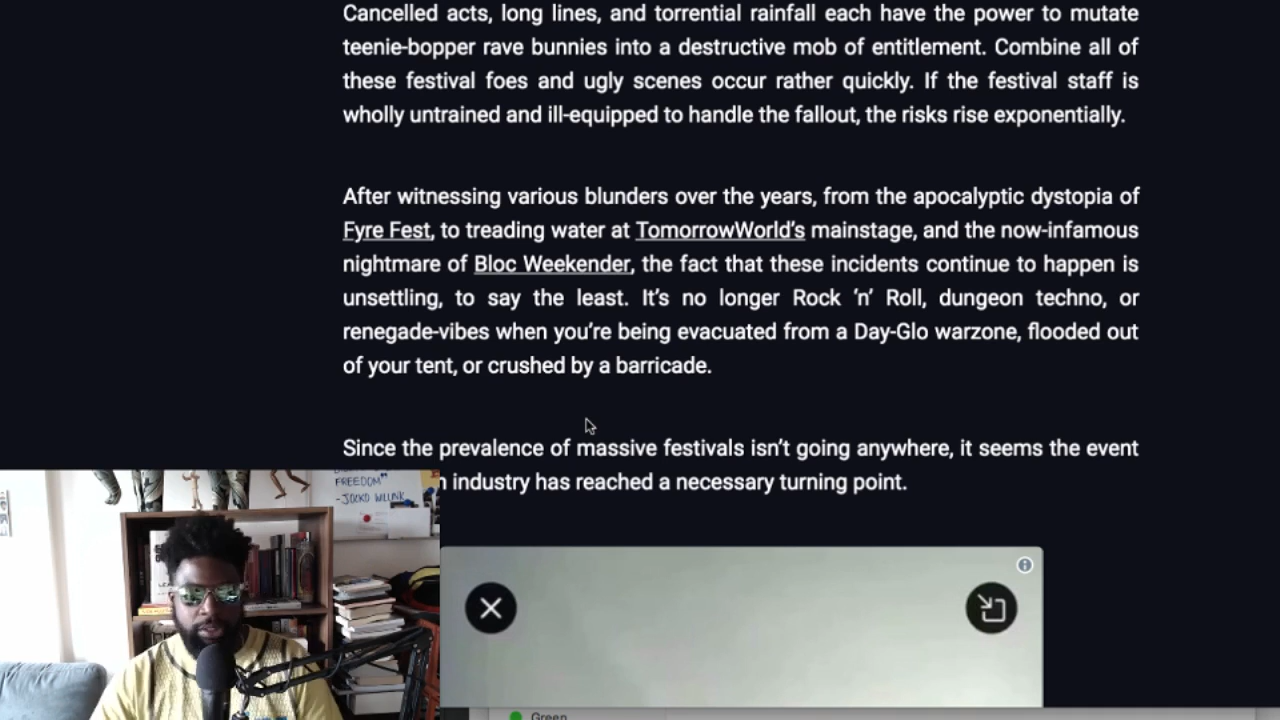 Cancelled acts, long lines, and torrential rainfall each have the power to mutate
teenie-bopper rave bunnies into a destructive mob of entitlement. Combine all of
these festival foes and ugly scenes occur rather quickly. If the festival staff is
wholly untrained and ill-equipped to handle the fallout, the risks rise exponentially.
After witnessing various blunders over the years, from the apocalyptic dystopia of
Fyre Fest, to treading water at TomorrowWorld's mainstage, and the now-infamous
nightmare of Bloc Weekender, the fact that these incidents continue to happen is
unsettling, to say the least. It's no longer Rock 'n' Roll, dungeon techno, or
renegade-vibes when you're being evacuated from a Day-Glo warzone, flooded out
of your tent, or crushed by a barricade.
Since the prevalence of massive festivals isn't going anywhere, it seems the event
industry has reached a necessary turning point.
FREEDOM"
-JOCKO WILLINK
Green